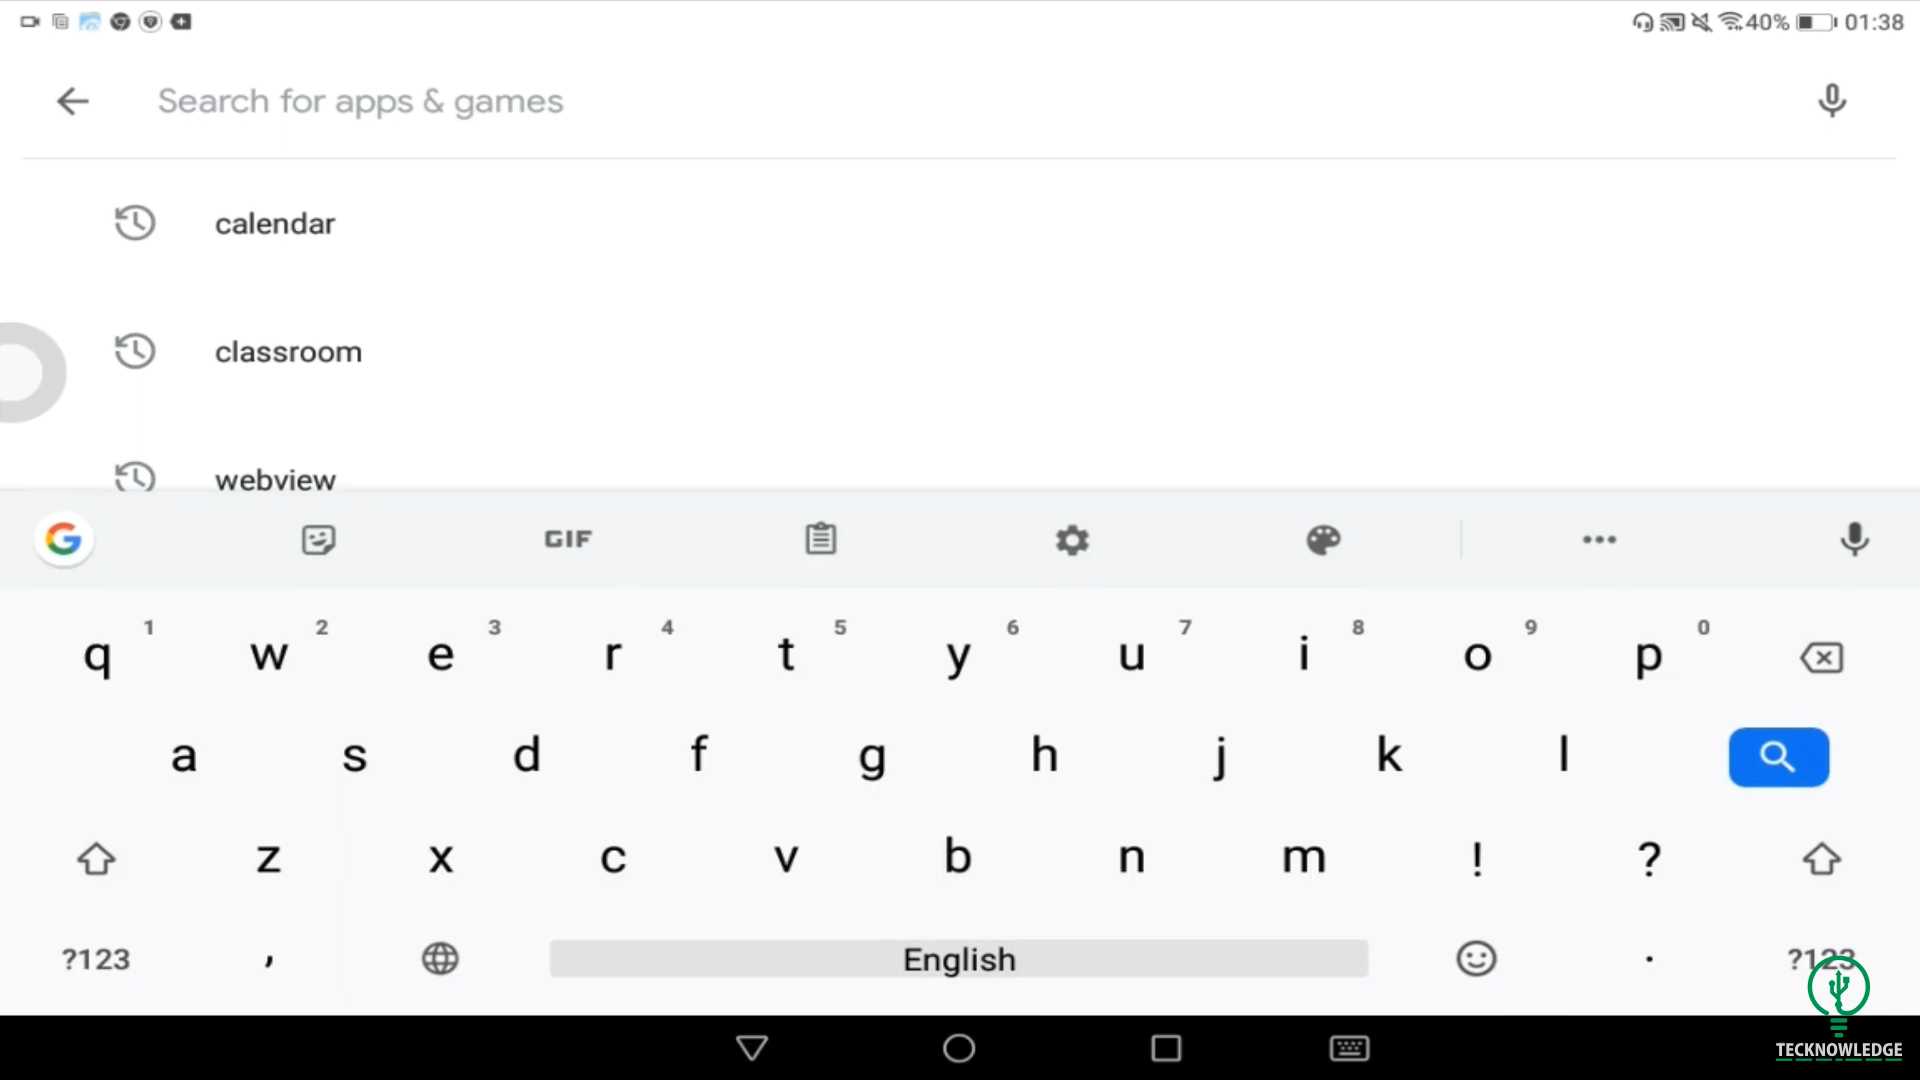 40% 01:38
Search for apps & games
calendar
classroom
webview
GIF
1 2 3 4 5 6 7 8 9 0
q w e r t y u i o p
a s d f g h j k l
z x c v b n m ! ?
?123 , English . ?123
TECKNOWLEDGE